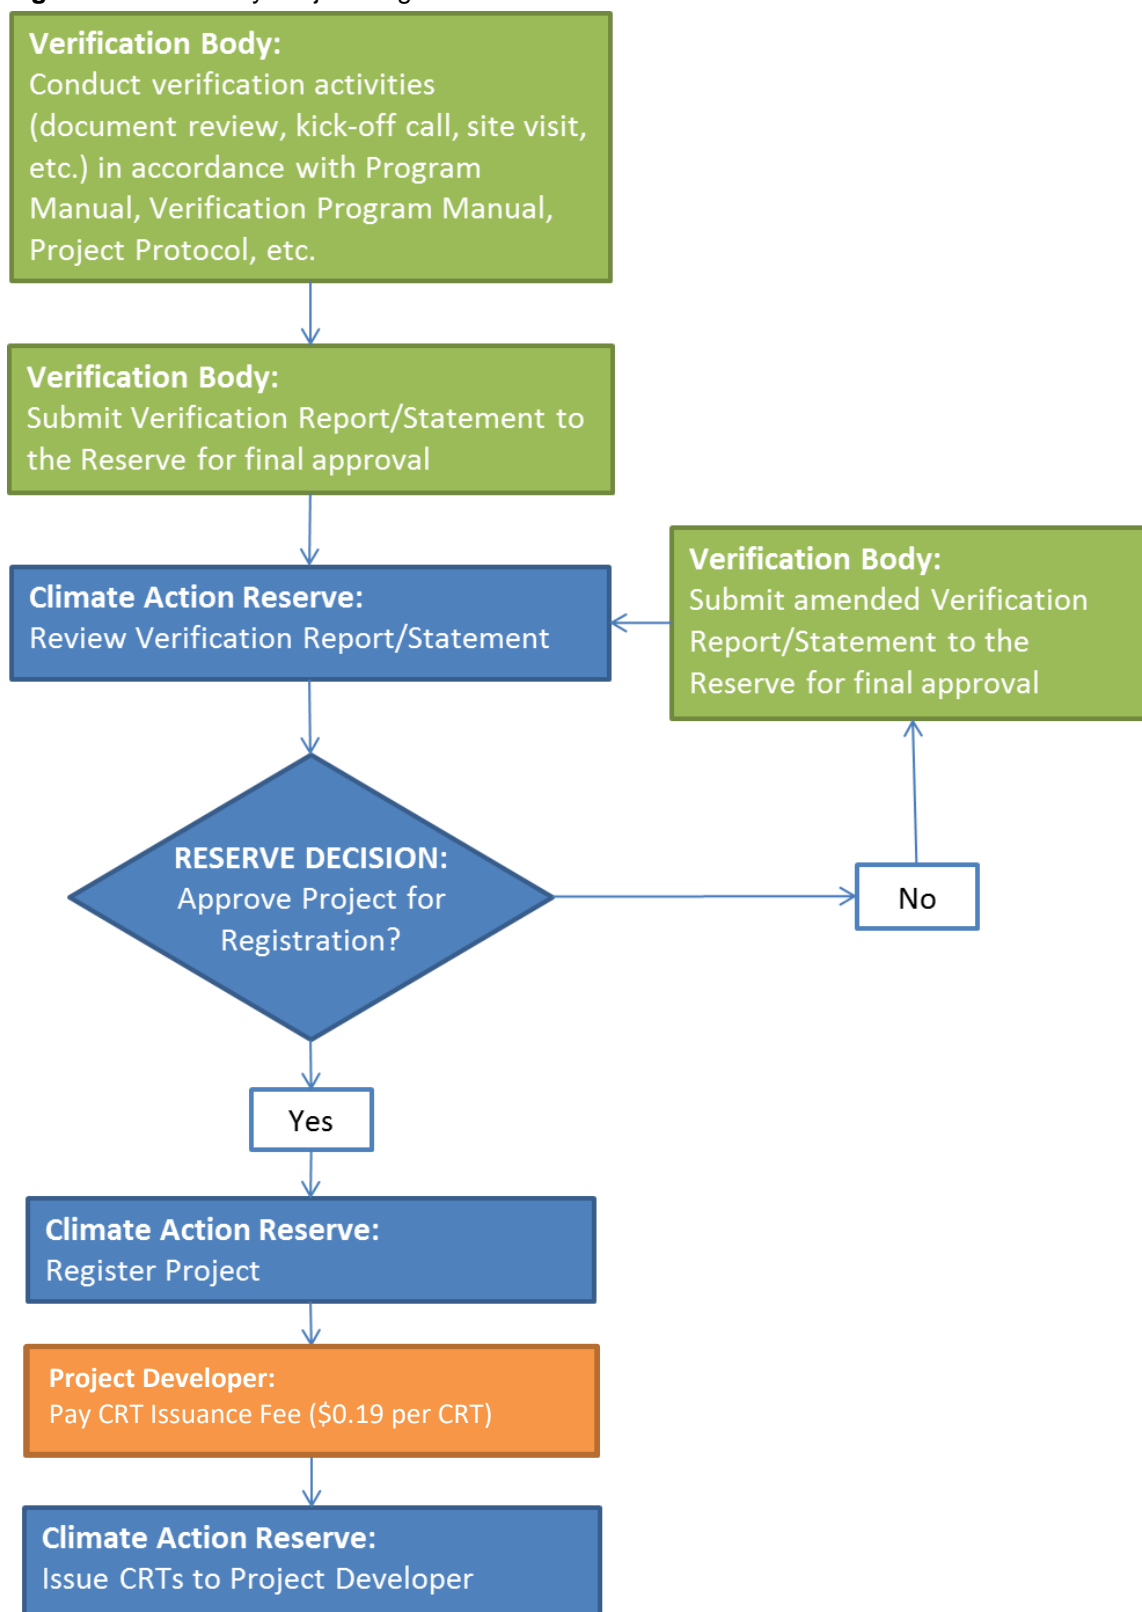 Verification Body:
Conduct verification activities
(document review, kick-off call, site visit,
etc.) in accordance with Program
Manual, Verification Program Manual,
Project Protocol, etc.
Verification Body:
Submit Verification Report/Statement to
the Reserve for final approval
Climate Action Reserve:
Review Verification Report/Statement
Verification Body:
Submit amended Verification
Report/Statement to the
Reserve for final approval
RESERVE DECISION:
Approve Project for
Registration?
No
Yes
Climate Action Reserve:
Register Project
Project Developer:
Pay CRT Issuance Fee ($0.19 per CRT)
Climate Action Reserve:
Issue CRTs to Project Developer